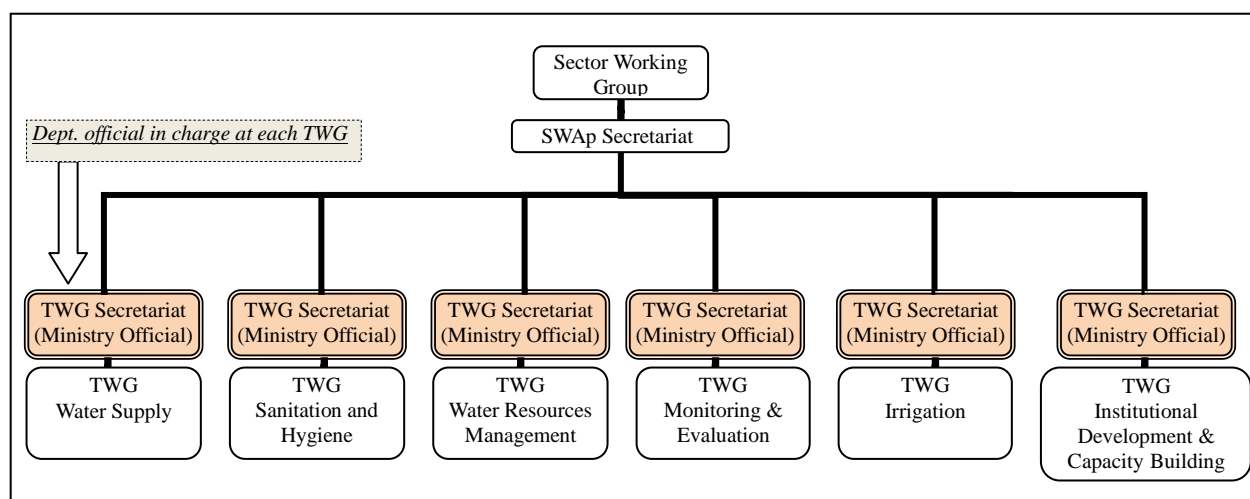 Sector Working
Group
SWAp Secretariat
Dept. official in charge at each TWG
TWG Secretariat
(Ministry Official)
TWG Secretariat
(Ministry Official)
TWG Secretariat
(Ministry Official)
TWG Secretariat
(Ministry Official)
TWG Secretariat
(Ministry Official)
TWG Secretariat
(Ministry Official)
TWG
Water Supply
TWG
Sanitation and
Hygiene
TWG
Water Resources
Management
TWG
Monitoring &
Evaluation
TWG
Irrigation
TWG
Institutional
Development &
Capacity Building